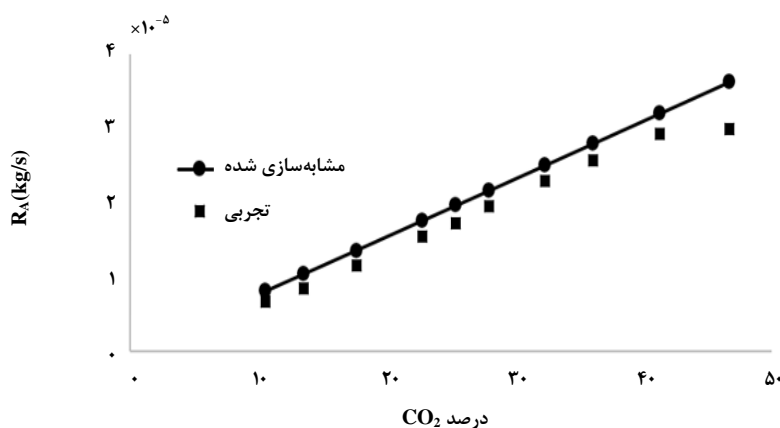 ×۱۰⁻⁵
۴
۳
۲
۱
۰
R_A(kg/s)
مشابه‌سازی شده
تجربی
۰ ۱۰ ۲۰ ۳۰ ۴۰ ۵۰
درصد CO₂